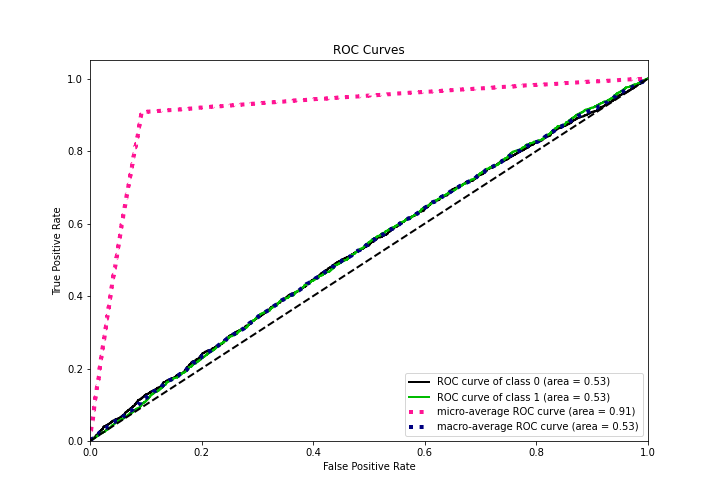 ROC Curves
True Positive Rate
1.0
0.8
0.6
0.4
0.2
0.0
0.0 0.2 0.4 0.6 0.8 1.0
False Positive Rate
ROC curve of class 0 (area = 0.53)
ROC curve of class 1 (area = 0.53)
micro-average ROC curve (area = 0.91)
macro-average ROC curve (area = 0.53)